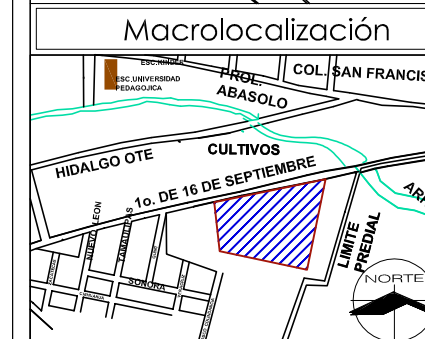 Macrolocalización
ESC.KINDER
ESC.UNIVERSIDAD
PEDAGOJICA
PROL.
ABASOLO
COL. SAN FRANCIS
HIDALGO OTE
CULTIVOS
1o. DE 16 DE SEPTIEMBRE
NUEVO LEON
TAMAULIPAS
SONORA
LIMITE
PREDIAL
NORTE